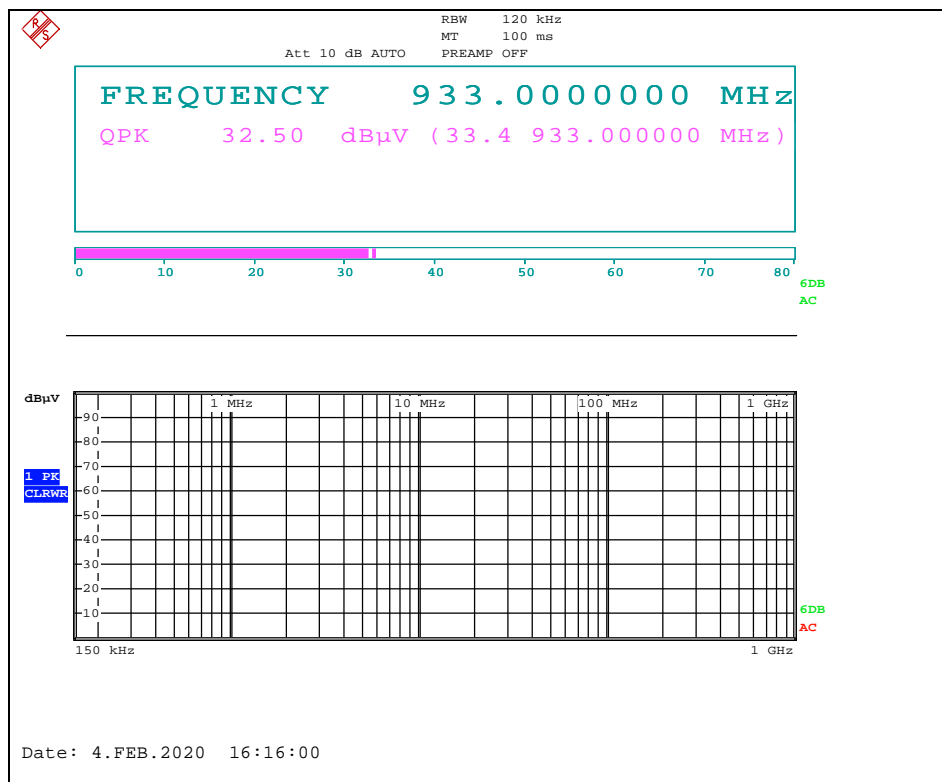 R
S
RBW 120 kHz
MT 100 ms
Att 10 dB AUTO PREAMP OFF
FREQUENCY 933.0000000 MHz
QPK 32.50 dBµV (33.4 933.000000 MHz)
0 10 20 30 40 50 60 70 80
6DB
AC
dBµV
1 MHz 10 MHz 100 MHz 1 GHz
90
80
70
1 PK
CLRWR
60
50
40
30
20
10
6DB
AC
150 kHz 1 GHz
Date: 4.FEB.2020 16:16:00